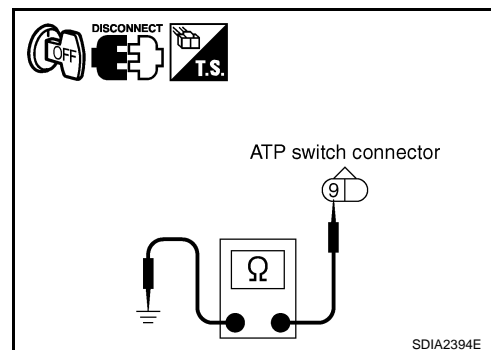 DISCONNECT
OFF
T.S.
ATP switch connector
9
Ω
SDIA2394E